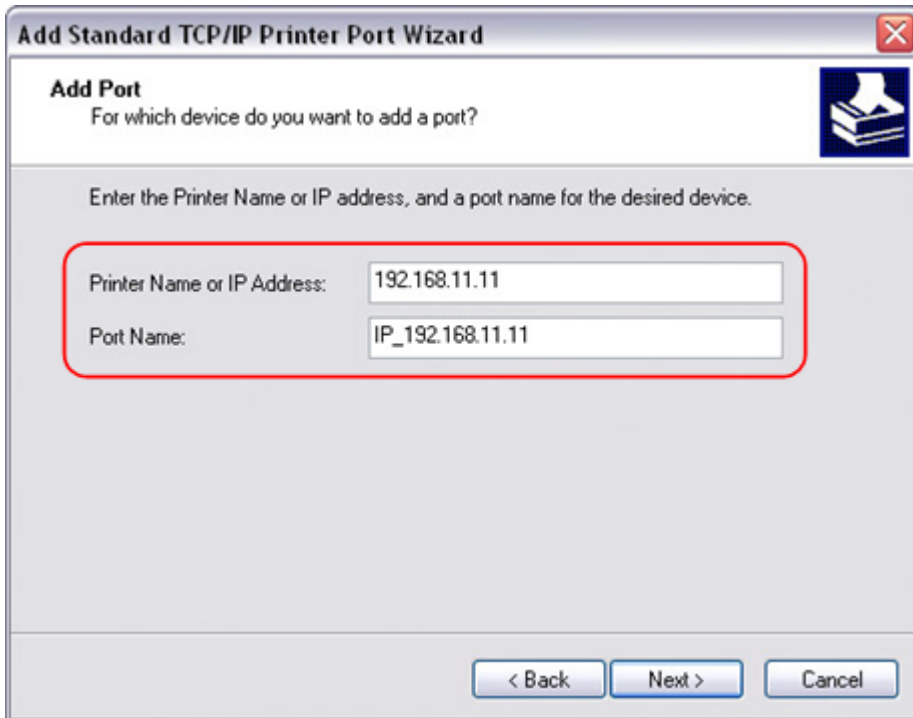 Add Standard TCP/IP Printer Port Wizard
Add Port
For which device do you want to add a port?
Enter the Printer Name or IP address, and a port name for the desired device.
Printer Name or IP Address: 192.168.11.11
Port Name: IP_192.168.11.11
< Back Next > Cancel